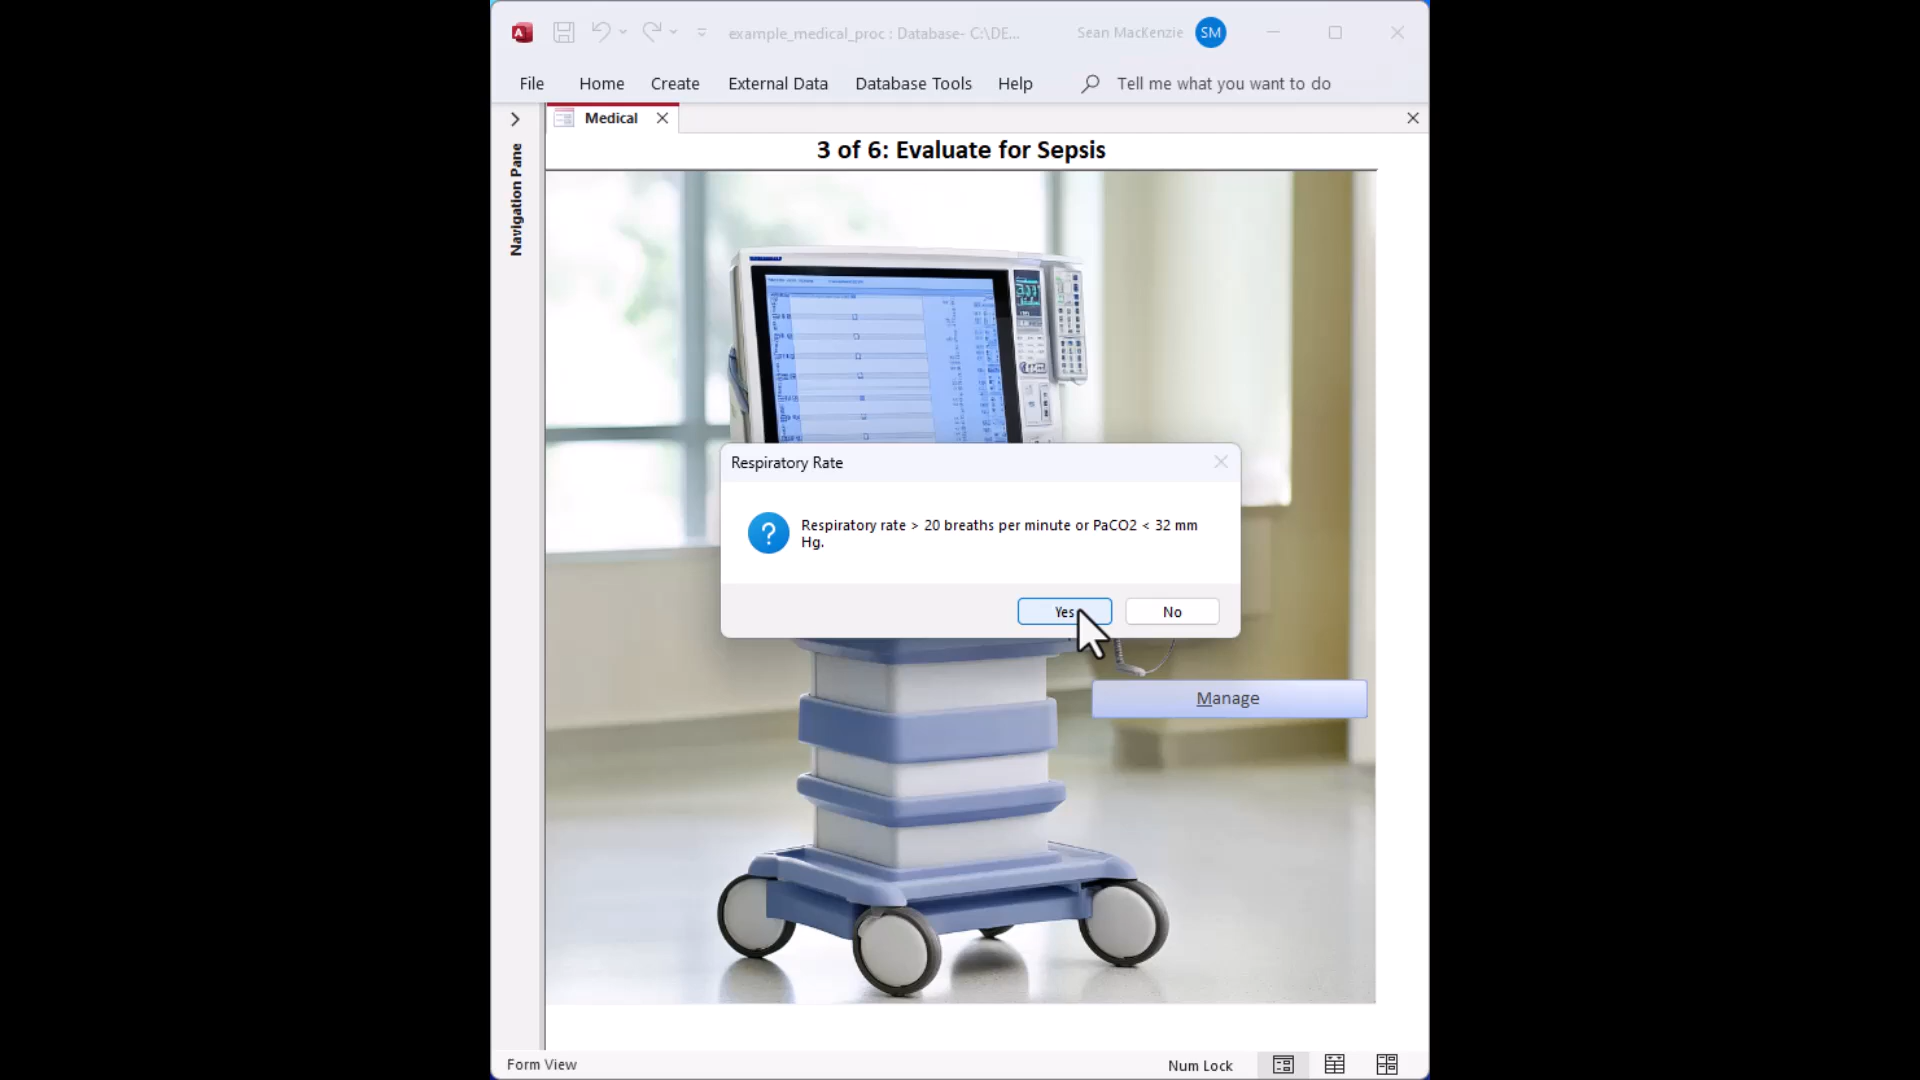 example_medical_proc : Database- C:\DE...
Sean MacKenzie
SM
File Home Create External Data Database Tools Help Tell me what you want to do
Medical
Navigation Pane
3 of 6: Evaluate for Sepsis
Respiratory Rate
Respiratory rate > 20 breaths per minute or PaCO2 < 32 mm
Hg.
Yes No
Manage
Form View
Num Lock